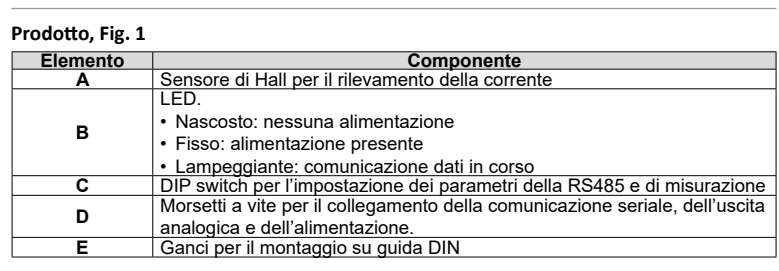 Prodotto, Fig. 1
Elemento Componente
A Sensore di Hall per il rilevamento della corrente
B LED.
• Nascosto: nessuna alimentazione
• Fisso: alimentazione presente
• Lampeggiante: comunicazione dati in corso
C DIP switch per l’impostazione dei parametri della RS485 e di misurazione
D Morsetti a vite per il collegamento della comunicazione seriale, dell’uscita
analogica e dell’alimentazione.
E Ganci per il montaggio su guida DIN